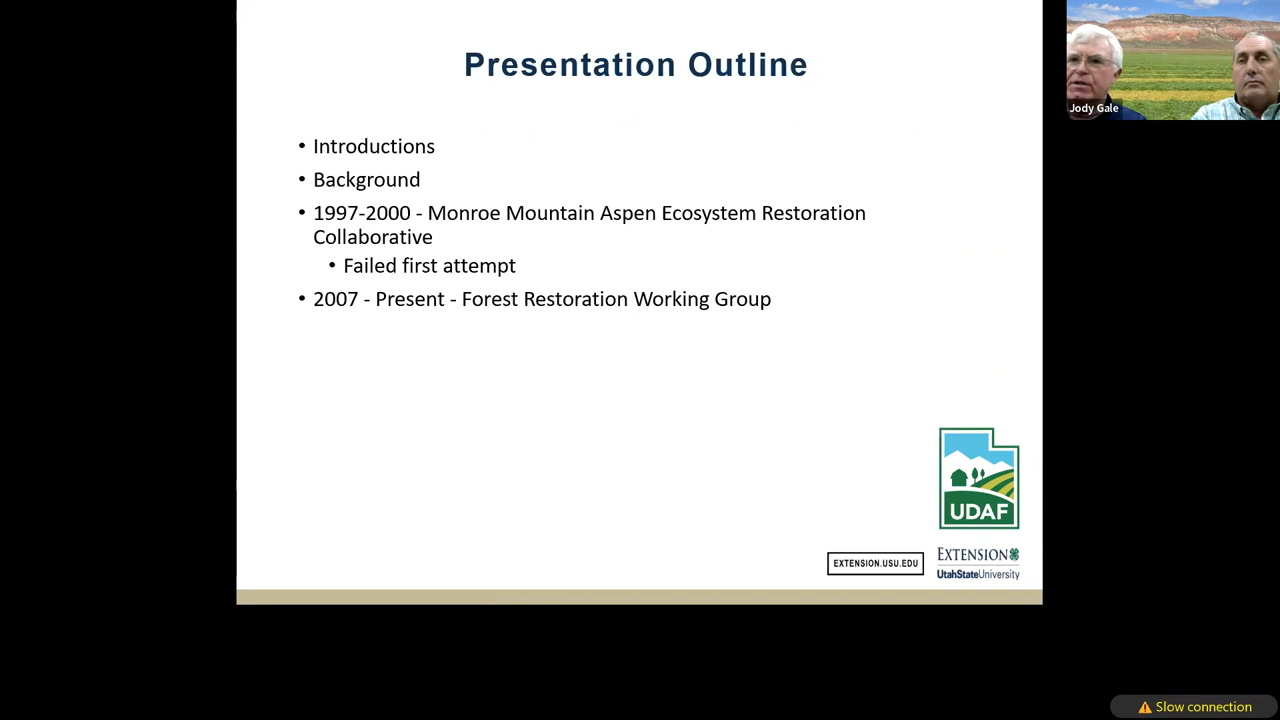 Presentation Outline
• Introductions
• Background
• 1997-2000 - Monroe Mountain Aspen Ecosystem Restoration
Collaborative
• Failed first attempt
• 2007 - Present - Forest Restoration Working Group
UDAF
EXTENSION.USU.EDU
EXTENSION
UtahStateUniversity
Jody Gale
Slow connection